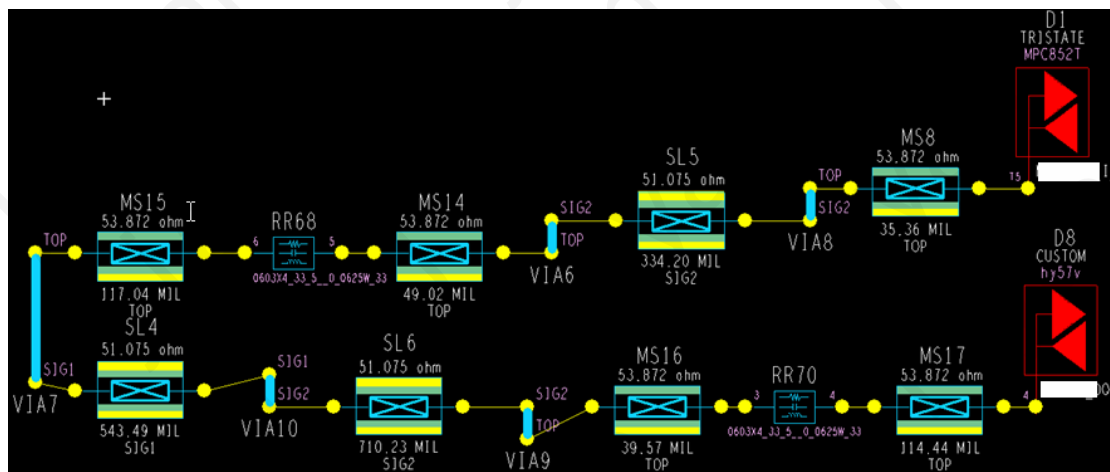 D1
TRISTATE
MPC852T
MS8
53.872 ohm
TOP
T5
SIG2
VIA8
35.36 MIL
TOP
SL5
51.075 ohm
334.20 MIL
SIG2
SIG2
TOP
VIA6
MS14
53.872 ohm
49.02 MIL
TOP
RR68
6
5
0603X4_33_5__0_0625W_33
MS15
53.872 ohm
117.04 MIL
TOP
TOP
SIG1
VIA7
SL4
51.075 ohm
543.49 MIL
SIG1
SIG1
SIG2
VIA10
SL6
51.075 ohm
710.23 MIL
SIG2
SIG2
TOP
VIA9
MS16
53.872 ohm
39.57 MIL
TOP
RR70
3
4
0603X4_33_5__0_0625W_33
MS17
53.872 ohm
114.44 MIL
TOP
4
D8
CUSTOM
hy57v